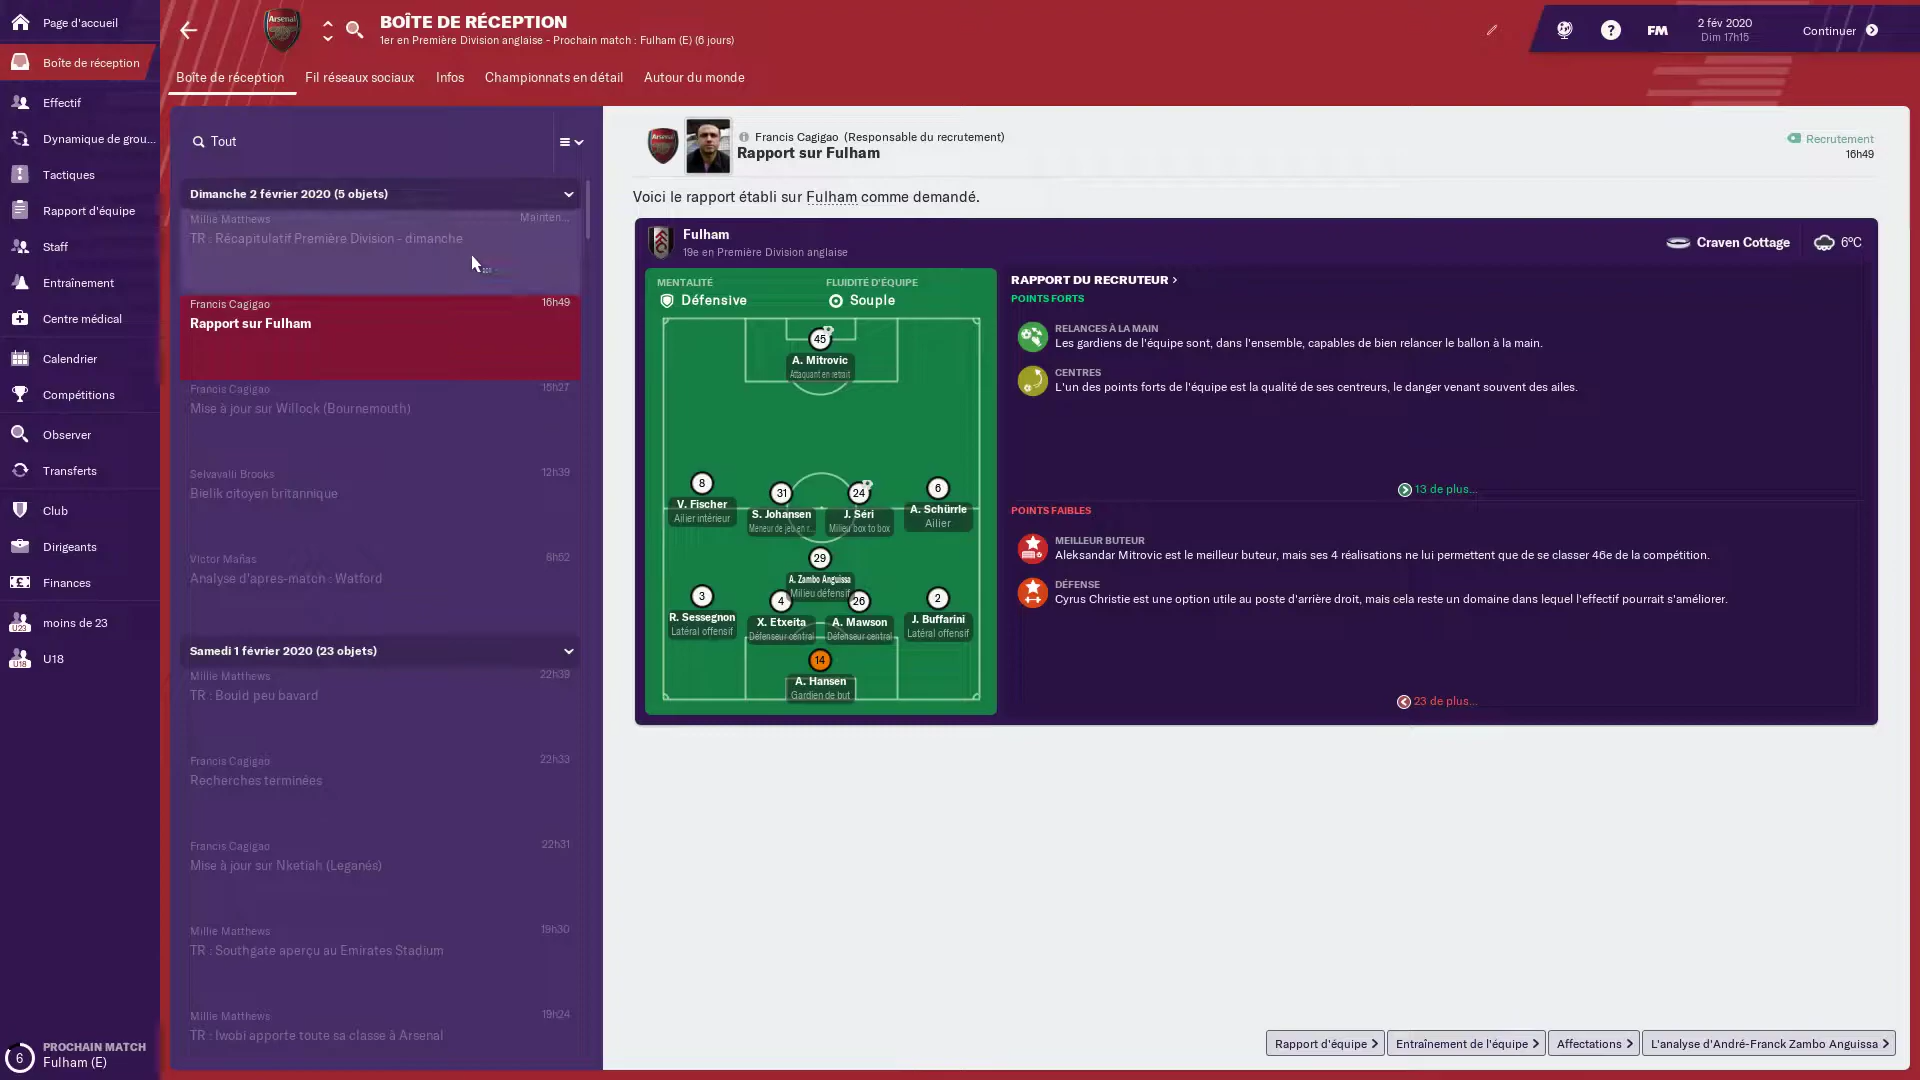 Page d'accueil
Boîte de réception
Effectif
Dynamique de grou...
Tactiques
Rapport d'équipe
Staff
Entraînement
Centre médical
Calendrier
Compétitions
Observer
Transferts
Club
Dirigeants
Finances
U23
moins de 23
U18
U18
6
PROCHAIN MATCH
Fulham (E)
Arsenal
BOÎTE DE RÉCEPTION
1er en Première Division anglaise - Prochain match : Fulham (E) (6 jours)
?
FM
2 fév 2020
Dim 17h15
Continuer
Boîte de réception
Fil réseaux sociaux
Infos
Championnats en détail
Autour du monde
Tout
Dimanche 2 février 2020 (5 objets)
Millie Matthews
Mainten...
TR : Récapitulatif Première Division - dimanche
Francis Cagigao
16h49
Rapport sur Fulham
Francis Cagigao
15h27
Mise à jour sur Willock (Bournemouth)
Selvavalli Brooks
12h39
Bielik citoyen britannique
Victor Mañas
8h52
Analyse d'après-match : Watford
Samedi 1 février 2020 (23 objets)
Millie Matthews
22h39
TR : Bould peu bavard
Francis Cagigao
22h33
Recherches terminées
Francis Cagigao
22h31
Mise à jour sur Nketiah (Leganés)
Millie Matthews
19h30
TR : Southgate aperçu au Emirates Stadium
Millie Matthews
19h24
TR : Iwobi apporte toute sa classe à Arsenal
Arsenal
Francis Cagigao (Responsable du recrutement)
Rapport sur Fulham
Recrutement
16h49
Voici le rapport établi sur Fulham comme demandé.
Fulham
19e en Première Division anglaise
Craven Cottage
6°C
MENTALITÉ
Défensive
FLUIDITÉ D'ÉQUIPE
Souple
45
A. Mitrovic
Attaquant en retrait
8
V. Fischer
Ailier intérieur
31
S. Johansen
Meneur de jeu en r...
24
J. Séri
Milieu box to box
6
A. Schürrle
Ailier
29
A. Zambo Anguissa
Milieu défensif
3
R. Sessegnon
Latéral offensif
4
X. Etxeita
Défenseur central
26
A. Mawson
Défenseur central
2
J. Buffarini
Latéral offensif
14
A. Hansen
Gardien de but
RAPPORT DU RECRUTEUR
POINTS FORTS
RELANCES À LA MAIN
Les gardiens de l'équipe sont, dans l'ensemble, capables de bien relancer le ballon à la main.
CENTRES
L'un des points forts de l'équipe est la qualité de ses centreurs, le danger venant souvent des ailes.
13 de plus...
POINTS FAIBLES
MEILLEUR BUTEUR
Aleksandar Mitrovic est le meilleur buteur, mais ses 4 réalisations ne lui permettent que de se classer 46e de la compétition.
DÉFENSE
Cyrus Christie est une option utile au poste d'arrière droit, mais cela reste un domaine dans lequel l'effectif pourrait s'améliorer.
23 de plus...
Rapport d'équipe
Entraînement de l'équipe
Affectations
L'analyse d'André-Franck Zambo Anguissa